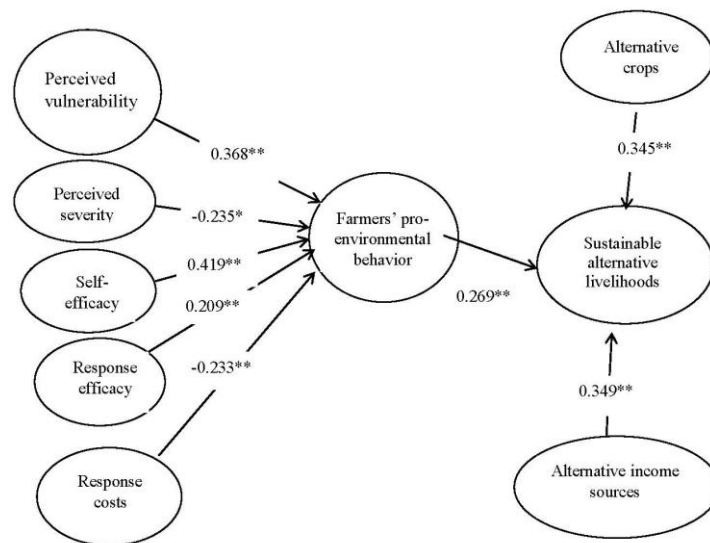 Perceived
vulnerability
0.368**
Perceived
severity
-0.235*
Self-
efficacy
0.419**
Response
efficacy
0.209**
Response
costs
-0.233**
Farmers’ pro-
environmental
behavior
0.269**
Alternative
crops
0.345**
Sustainable
alternative
livelihoods
0.349**
Alternative income
sources